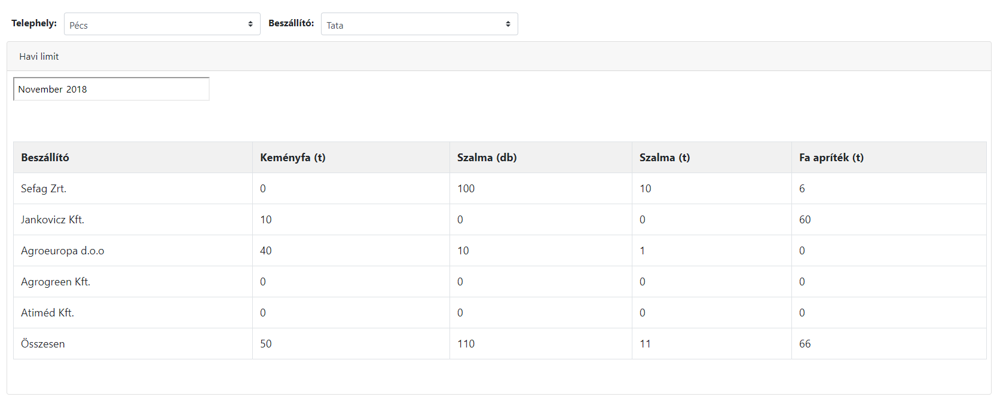 Telephely: Pécs Beszállító: Tata
Havi limit
November 2018
Beszállító Keményfa (t) Szalma (db) Szalma (t) Fa apríték (t)
Sefag Zrt. 0 100 10 6
Jankovicz Kft. 10 0 0 60
Agroeuropa d.o.o 40 10 1 0
Agrogreen Kft. 0 0 0 0
Atiméd Kft. 0 0 0 0
Összesen 50 110 11 66